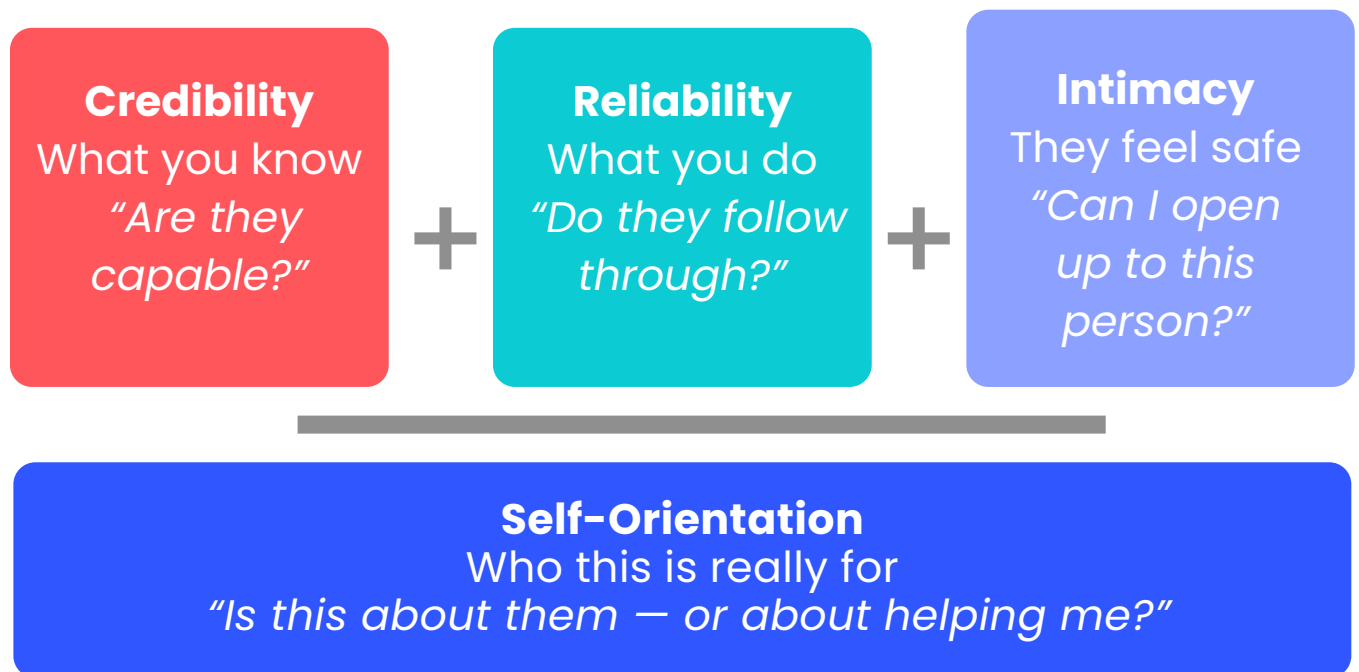 Credibility
What you know
“Are they
capable?”
+
Reliability
What you do
“Do they follow
through?”
+
Intimacy
They feel safe
“Can I open
up to this
person?”
Self-Orientation
Who this is really for
“Is this about them — or about helping me?”